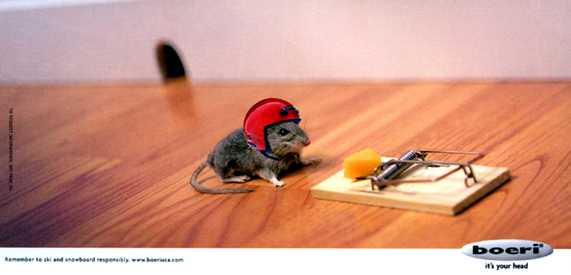 Remember to ski and snowboard responsibly. www.boeriusa.com
boeri®
it's your head